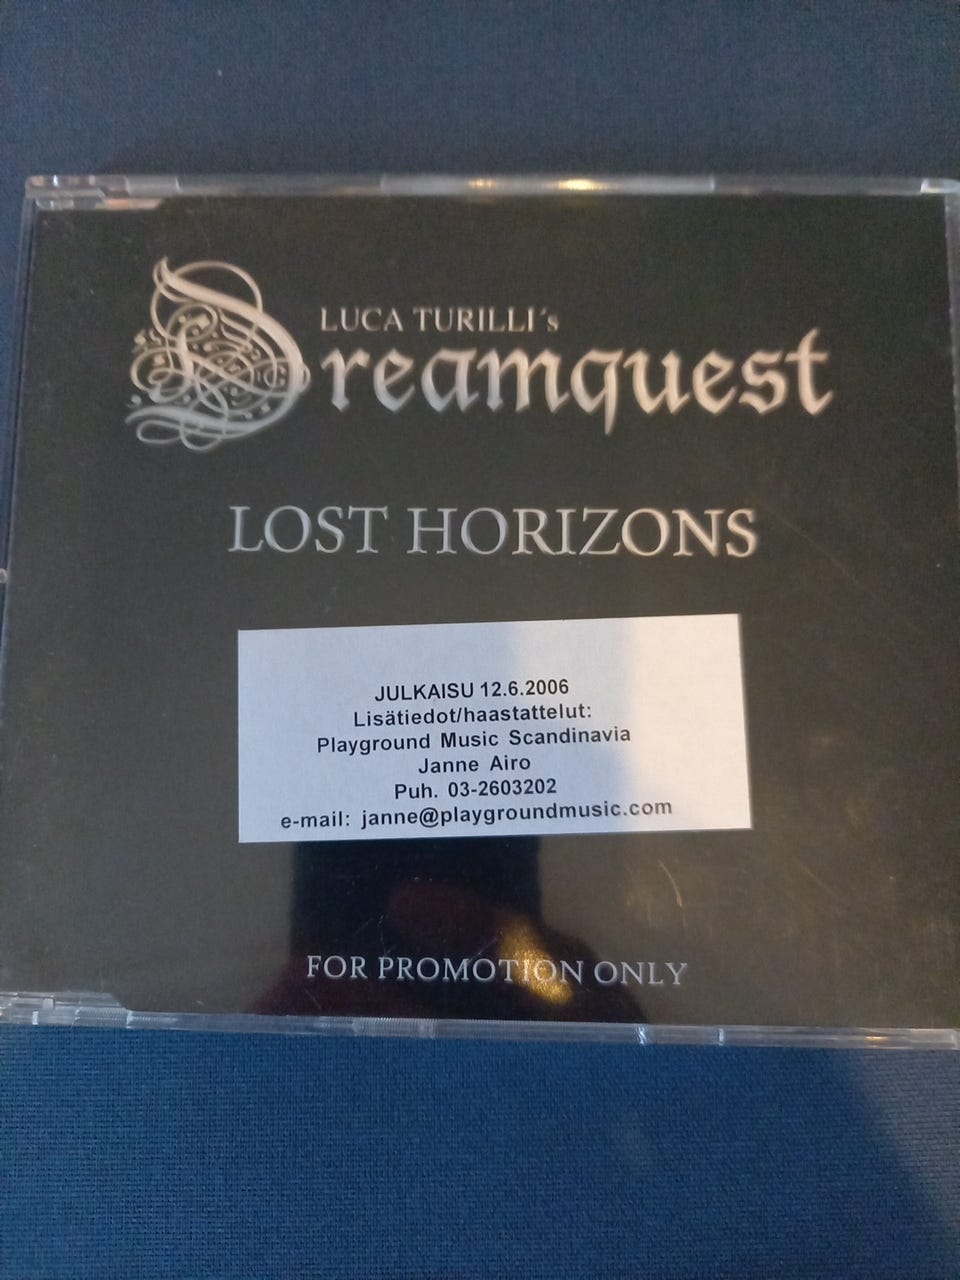 LUCA TURILLI´s
Dreamquest
LOST HORIZONS
JULKAISU 12.6.2006
Lisätiedot/haastattelut:
Playground Music Scandinavia
Janne Airo
Puh. 03-2603202
e-mail: janne@playgroundmusic.com
FOR PROMOTION ONLY